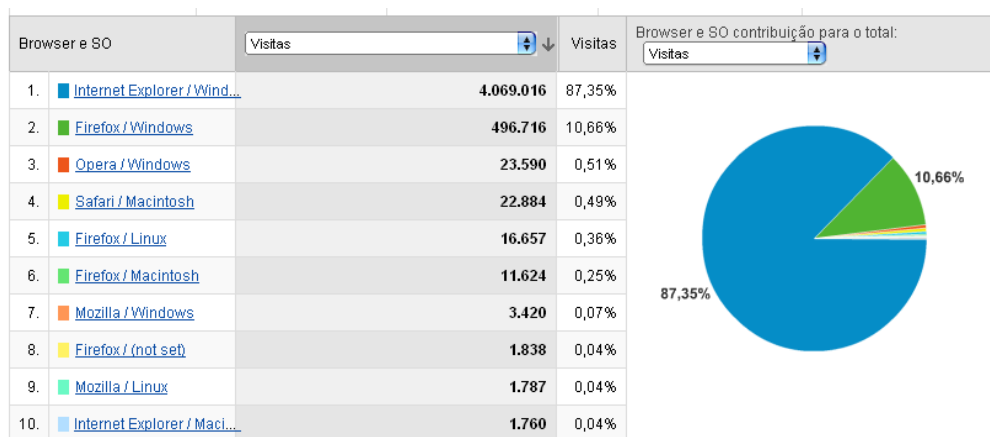 Browser e SO
Visitas
Visitas
Browser e SO contribuição para o total:
Visitas
1. Internet Explorer / Wind... 4.069.016 87,35%
2. Firefox / Windows 496.716 10,66%
3. Opera / Windows 23.590 0,51%
4. Safari / Macintosh 22.884 0,49%
5. Firefox / Linux 16.657 0,36%
6. Firefox / Macintosh 11.624 0,25%
7. Mozilla / Windows 3.420 0,07%
8. Firefox / (not set) 1.838 0,04%
9. Mozilla / Linux 1.787 0,04%
10. Internet Explorer / Maci... 1.760 0,04%
10,66%
87,35%